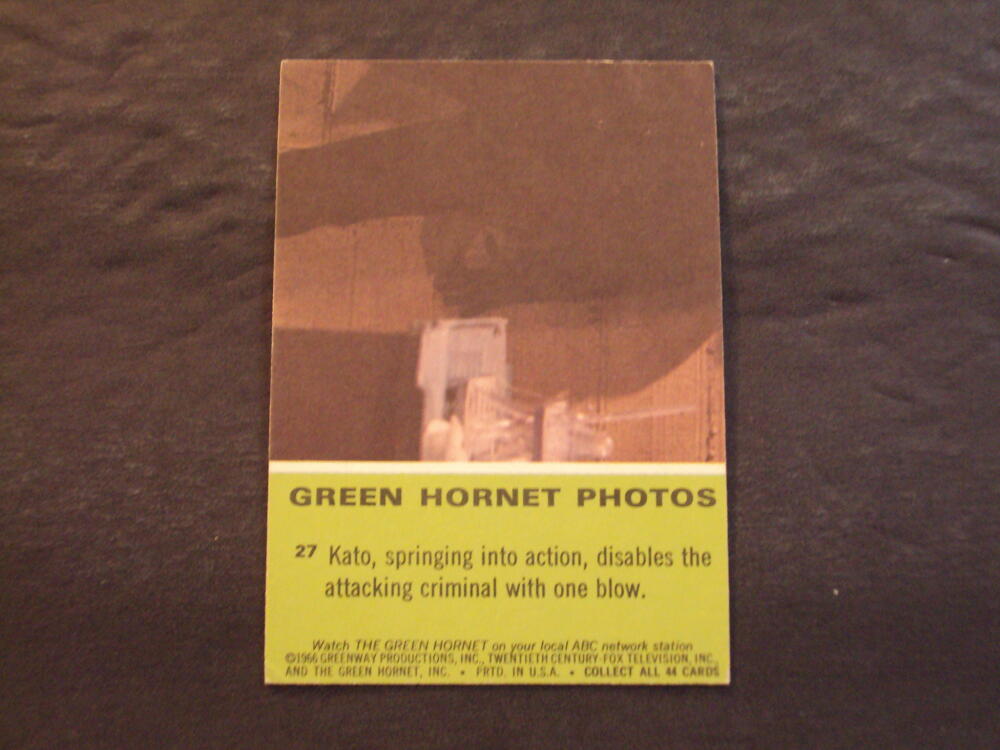 GREEN HORNET PHOTOS
27 Kato, springing into action, disables the
attacking criminal with one blow.
Watch THE GREEN HORNET on your local ABC network station
©1966 GREENWAY PRODUCTIONS, INC., TWENTIETH CENTURY-FOX TELEVISION, INC.,
AND THE GREEN HORNET, INC. • PRTD. IN U.S.A. • COLLECT ALL 44 CARDS